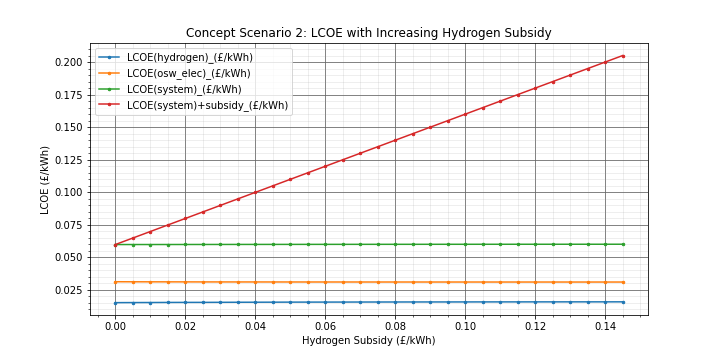 Concept Scenario 2: LCOE with Increasing Hydrogen Subsidy
LCOE(hydrogen)_(£/kWh)
LCOE(osw_elec)_(£/kWh)
LCOE(system)_(£/kWh)
LCOE(system)+subsidy_(£/kWh)
LCOE (£/kWh)
0.200
0.175
0.150
0.125
0.100
0.075
0.050
0.025
0.00 0.02 0.04 0.06 0.08 0.10 0.12 0.14
Hydrogen Subsidy (£/kWh)